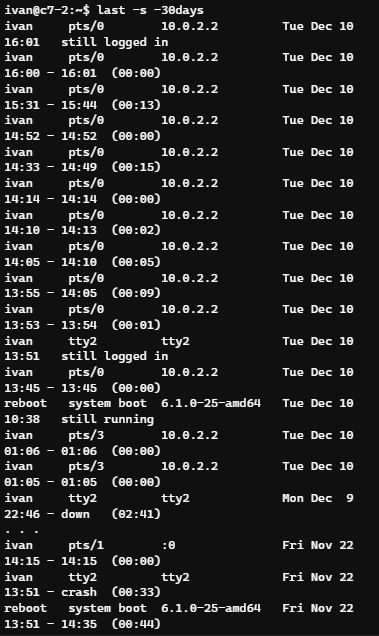 ivan@c7-2:~$ last -s -30days
ivan     pts/0        10.0.2.2         Tue Dec 10
16:01   still logged in
ivan     pts/0        10.0.2.2         Tue Dec 10
16:00 - 16:01  (00:00)
ivan     pts/0        10.0.2.2         Tue Dec 10
15:31 - 15:44  (00:13)
ivan     pts/0        10.0.2.2         Tue Dec 10
14:52 - 14:52  (00:00)
ivan     pts/0        10.0.2.2         Tue Dec 10
14:33 - 14:49  (00:15)
ivan     pts/0        10.0.2.2         Tue Dec 10
14:14 - 14:14  (00:00)
ivan     pts/0        10.0.2.2         Tue Dec 10
14:10 - 14:13  (00:02)
ivan     pts/0        10.0.2.2         Tue Dec 10
14:05 - 14:10  (00:05)
ivan     pts/0        10.0.2.2         Tue Dec 10
13:55 - 14:05  (00:09)
ivan     pts/0        10.0.2.2         Tue Dec 10
13:53 - 13:54  (00:01)
ivan     tty2         tty2             Tue Dec 10
13:51   still logged in
ivan     pts/0        10.0.2.2         Tue Dec 10
13:45 - 13:45  (00:00)
reboot   system boot  6.1.0-25-amd64   Tue Dec 10
10:38   still running
ivan     pts/3        10.0.2.2         Tue Dec 10
01:06 - 01:06  (00:00)
ivan     pts/3        10.0.2.2         Tue Dec 10
01:05 - 01:05  (00:00)
ivan     tty2         tty2             Mon Dec  9
22:46 - down   (02:41)
. . .
ivan     pts/1        :0               Fri Nov 22
14:15 - 14:15  (00:00)
ivan     tty2         tty2             Fri Nov 22
13:51 - crash  (00:33)
reboot   system boot  6.1.0-25-amd64   Fri Nov 22
13:51 - 14:35  (00:44)